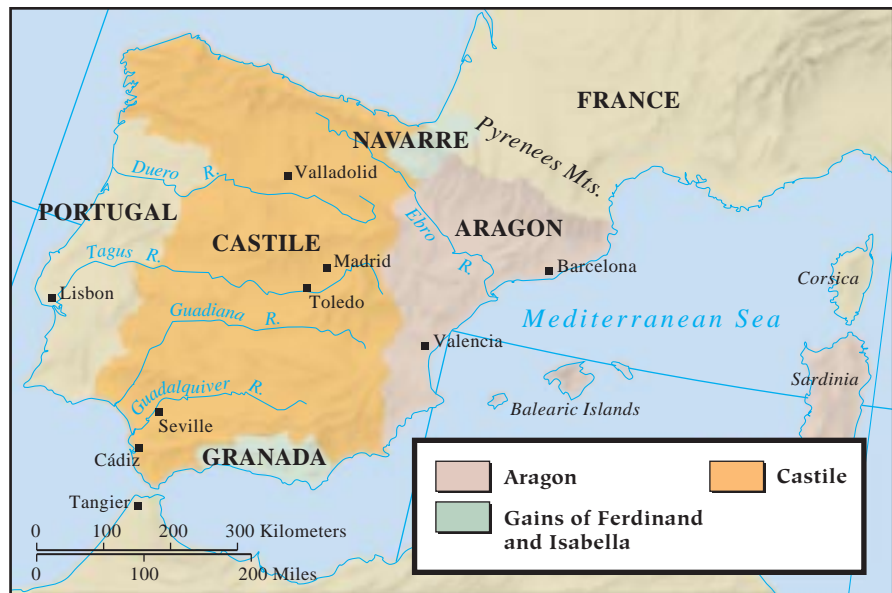 FRANCE
NAVARRE
Pyrenees Mts.
Valladolid
Duero R.
PORTUGAL
Ebro R.
ARAGON
CASTILE
Tagus R.
Madrid
Barcelona
Corsica
Lisbon
Toledo
Guadiana R.
Mediterranean Sea
Valencia
Sardinia
Guadalquiver R.
Balearic Islands
Seville
Cádiz
GRANADA
Tangier
Aragon
Castile
Gains of Ferdinand
and Isabella
0 100 200 300 Kilometers
0 100 200 Miles